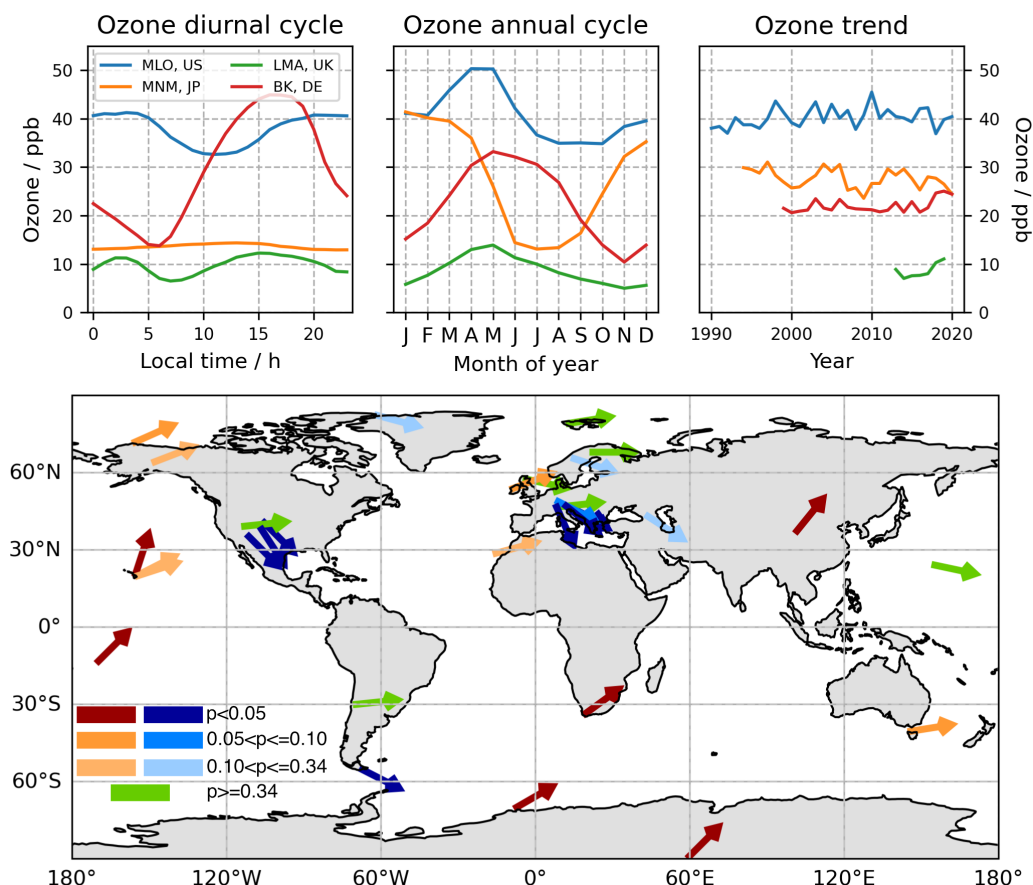 Ozone diurnal cycle
Ozone annual cycle
Ozone trend
MLO, US
MNM, JP
LMA, UK
BK, DE
50
40
30
20
10
0
Ozone / ppb
50
40
30
20
10
0
Ozone / ppb
0 5 10 15 20
J F M A M J J A S O N D
1990 2000 2010 2020
Local time / h
Month of year
Year
60°N
30°N
0°
30°S
60°S
p<0.05
0.05<p<=0.10
0.10<p<=0.34
p>=0.34
180° 120°W 60°W 0° 60°E 120°E 180°